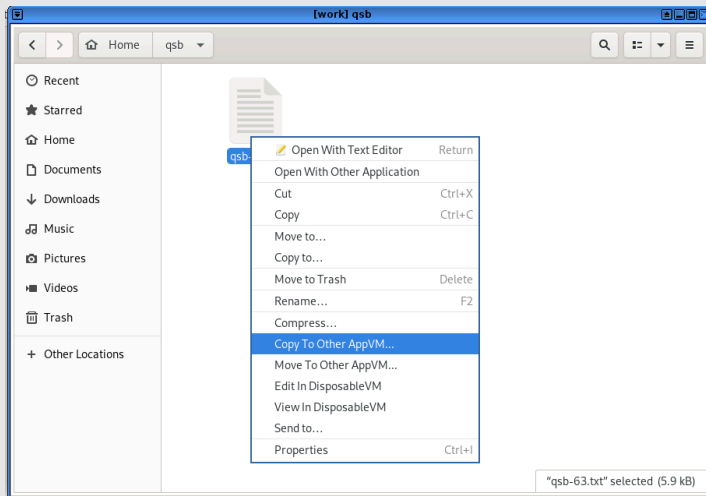 [work] qsb
Home
qsb
Recent
Starred
Home
Documents
Downloads
Music
Pictures
Videos
Trash
+ Other Locations
qsb-
Open With Text Editor Return
Open With Other Application
Cut Ctrl+X
Copy Ctrl+C
Move to…
Copy to…
Move to Trash Delete
Rename… F2
Compress…
Copy To Other AppVM...
Move To Other AppVM...
Edit In DisposableVM
View In DisposableVM
Send to…
Properties Ctrl+I
"qsb-63.txt" selected (5.9 kB)